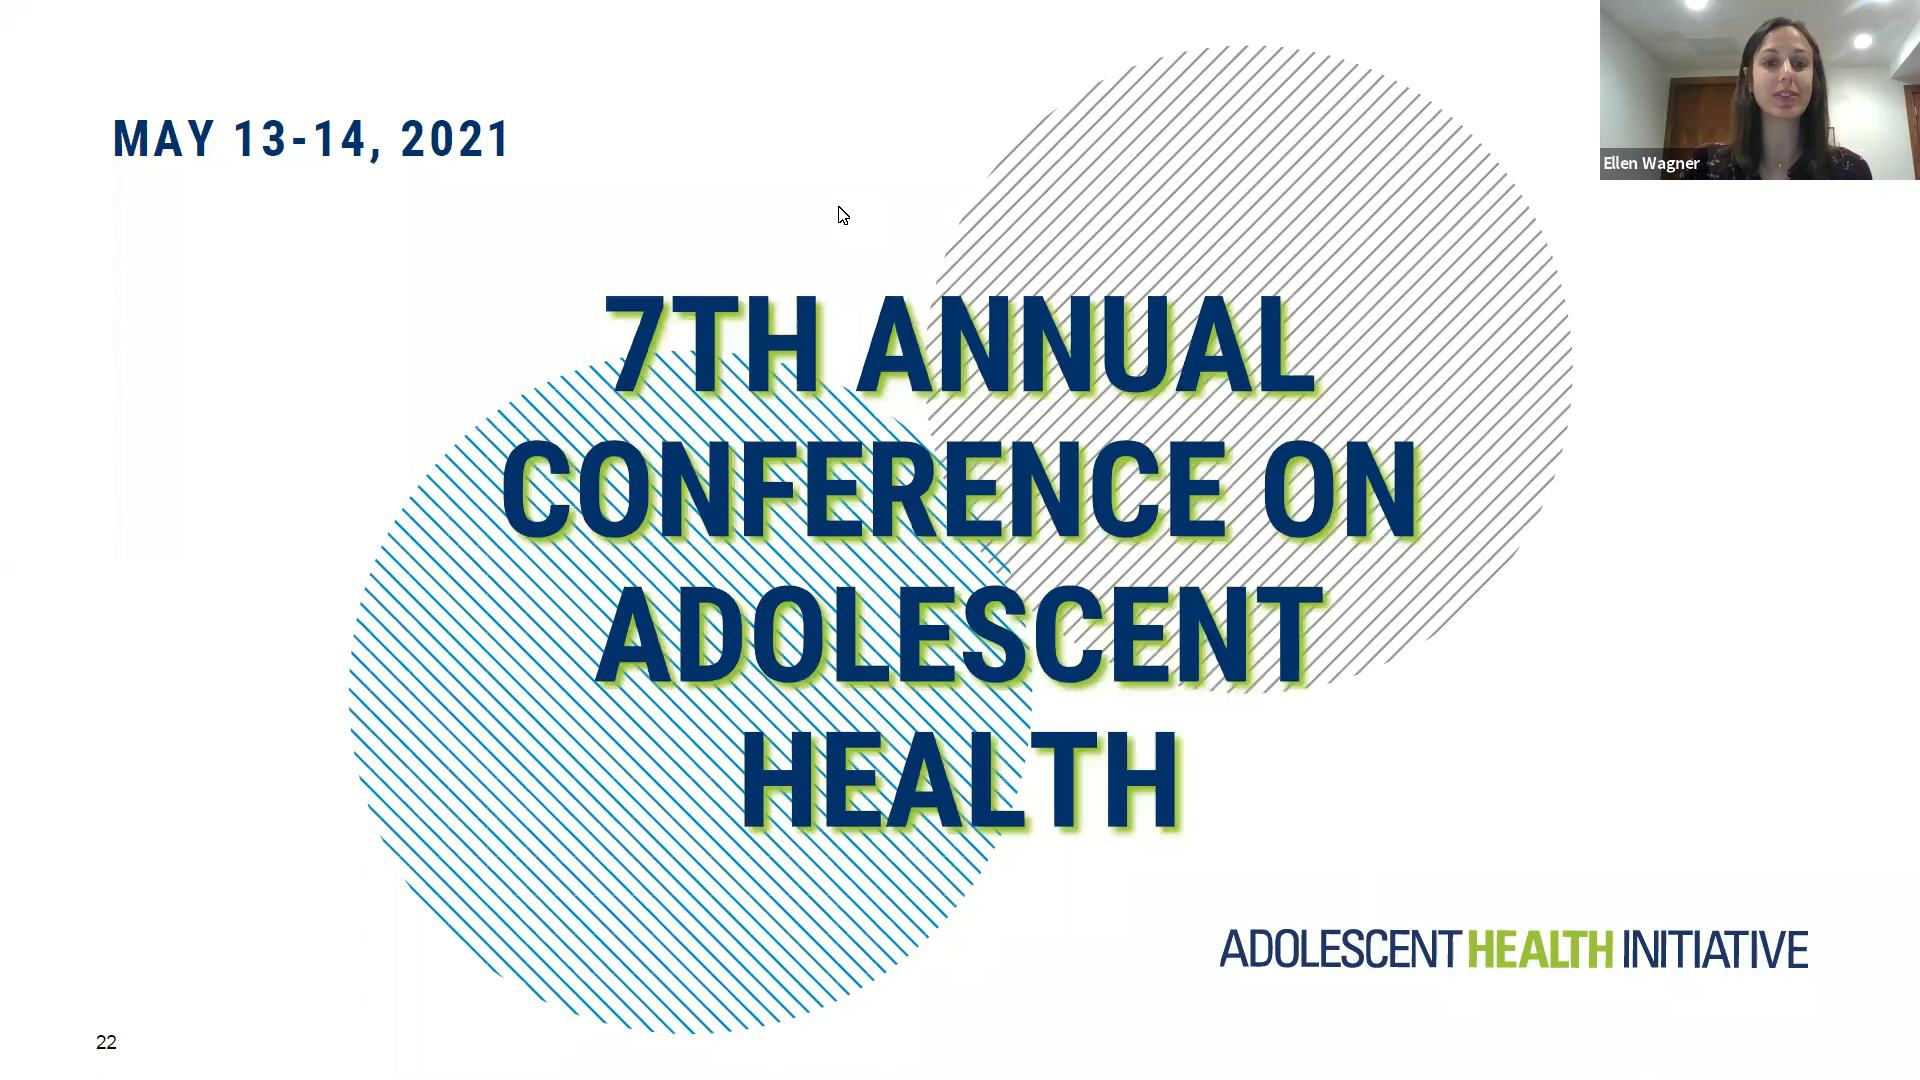 MAY 13-14, 2021
Ellen Wagner
7TH ANNUAL
CONFERENCE ON
ADOLESCENT
HEALTH
ADOLESCENT HEALTH INITIATIVE
22